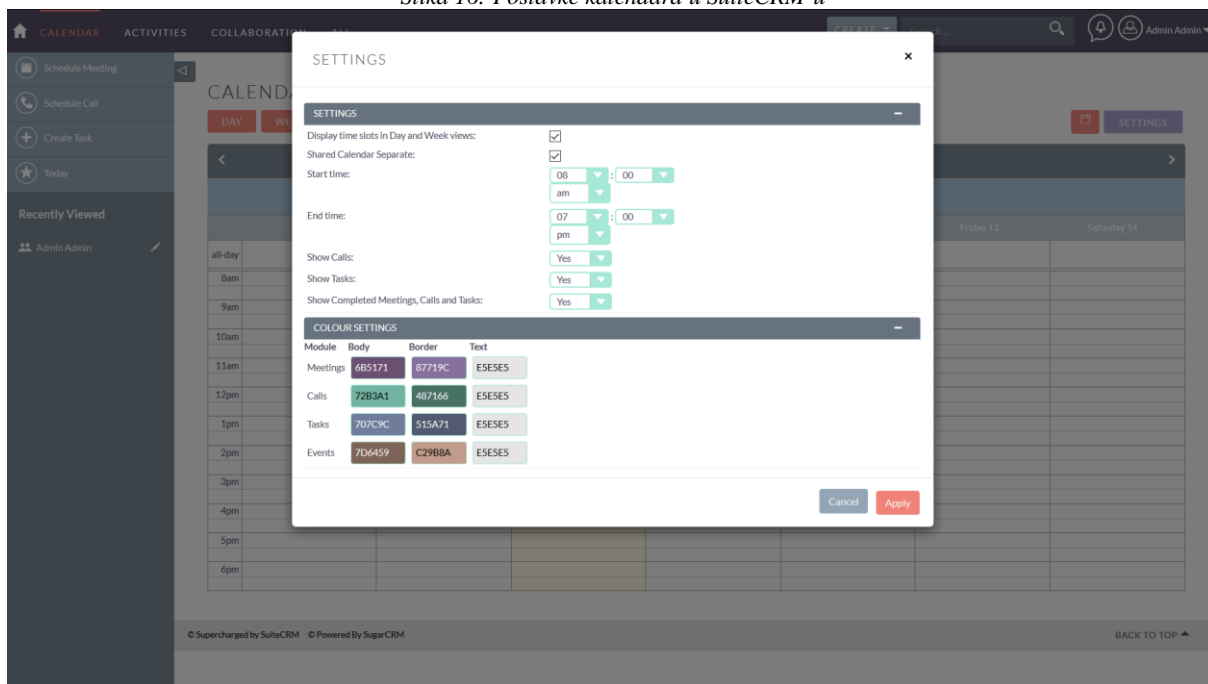 Slika 16. Postavke kalendara u SuiteCRM-u
CALENDAR ACTIVITIES COLLABORATION ALL CREATE Admin Admin
Schedule Meeting
Schedule Call
Create Task
Today
Recently Viewed
Admin Admin
DAY
SETTINGS
Friday 13 Saturday 14
all-day
8am
9am
10am
11am
12pm
1pm
2pm
3pm
4pm
5pm
6pm
SETTINGS ×
SETTINGS
Display time slots in Day and Week views:
Shared Calendar Separate:
Start time: 08 : 00
am
End time: 07 : 00
pm
Show Calls: Yes
Show Tasks: Yes
Show Completed Meetings, Calls and Tasks: Yes
COLOUR SETTINGS
Module Body Border Text
Meetings 6B5171 87719C E5E5E5
Calls 72B3A1 487166 E5E5E5
Tasks 707C9C 515A71 E5E5E5
Events 7D6459 C29B8A E5E5E5
Cancel Apply
© Supercharged by SuiteCRM © Powered By SugarCRM BACK TO TOP